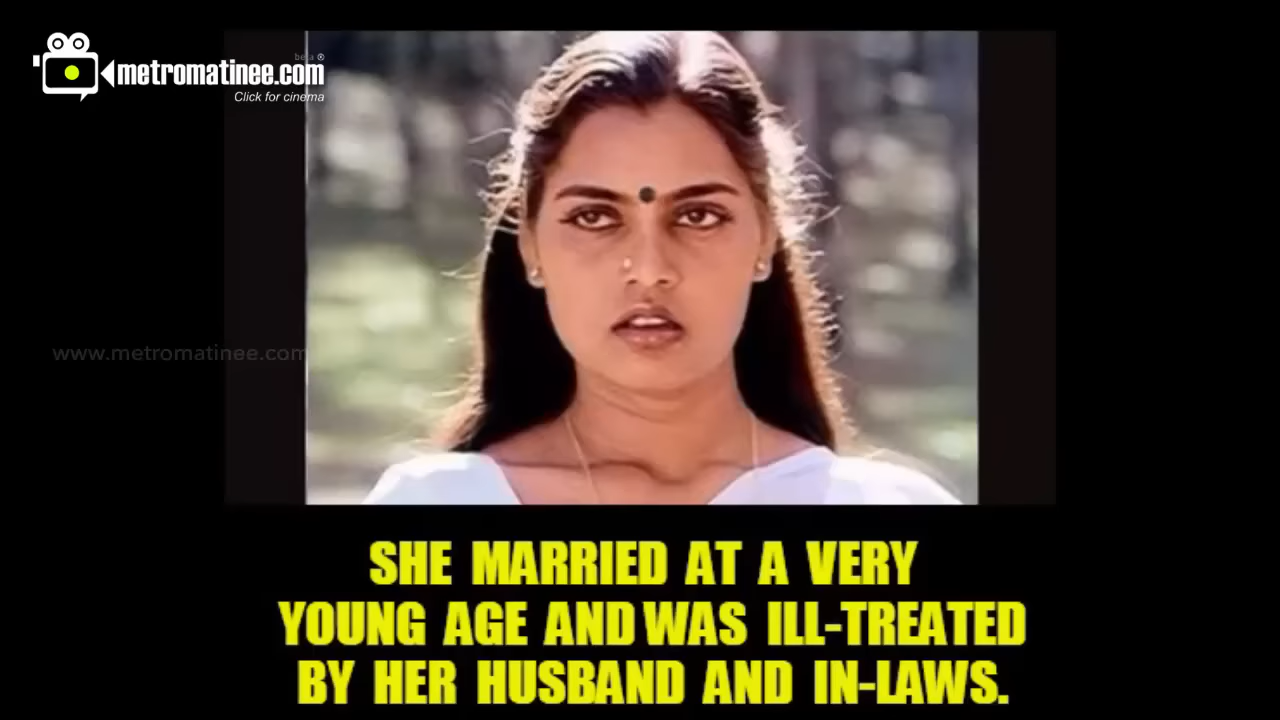 beta ®
metromatinee.com
Click for cinema
www.metromatinee.com
SHE MARRIED AT A VERY
YOUNG AGE AND WAS ILL-TREATED
BY HER HUSBAND AND IN-LAWS.